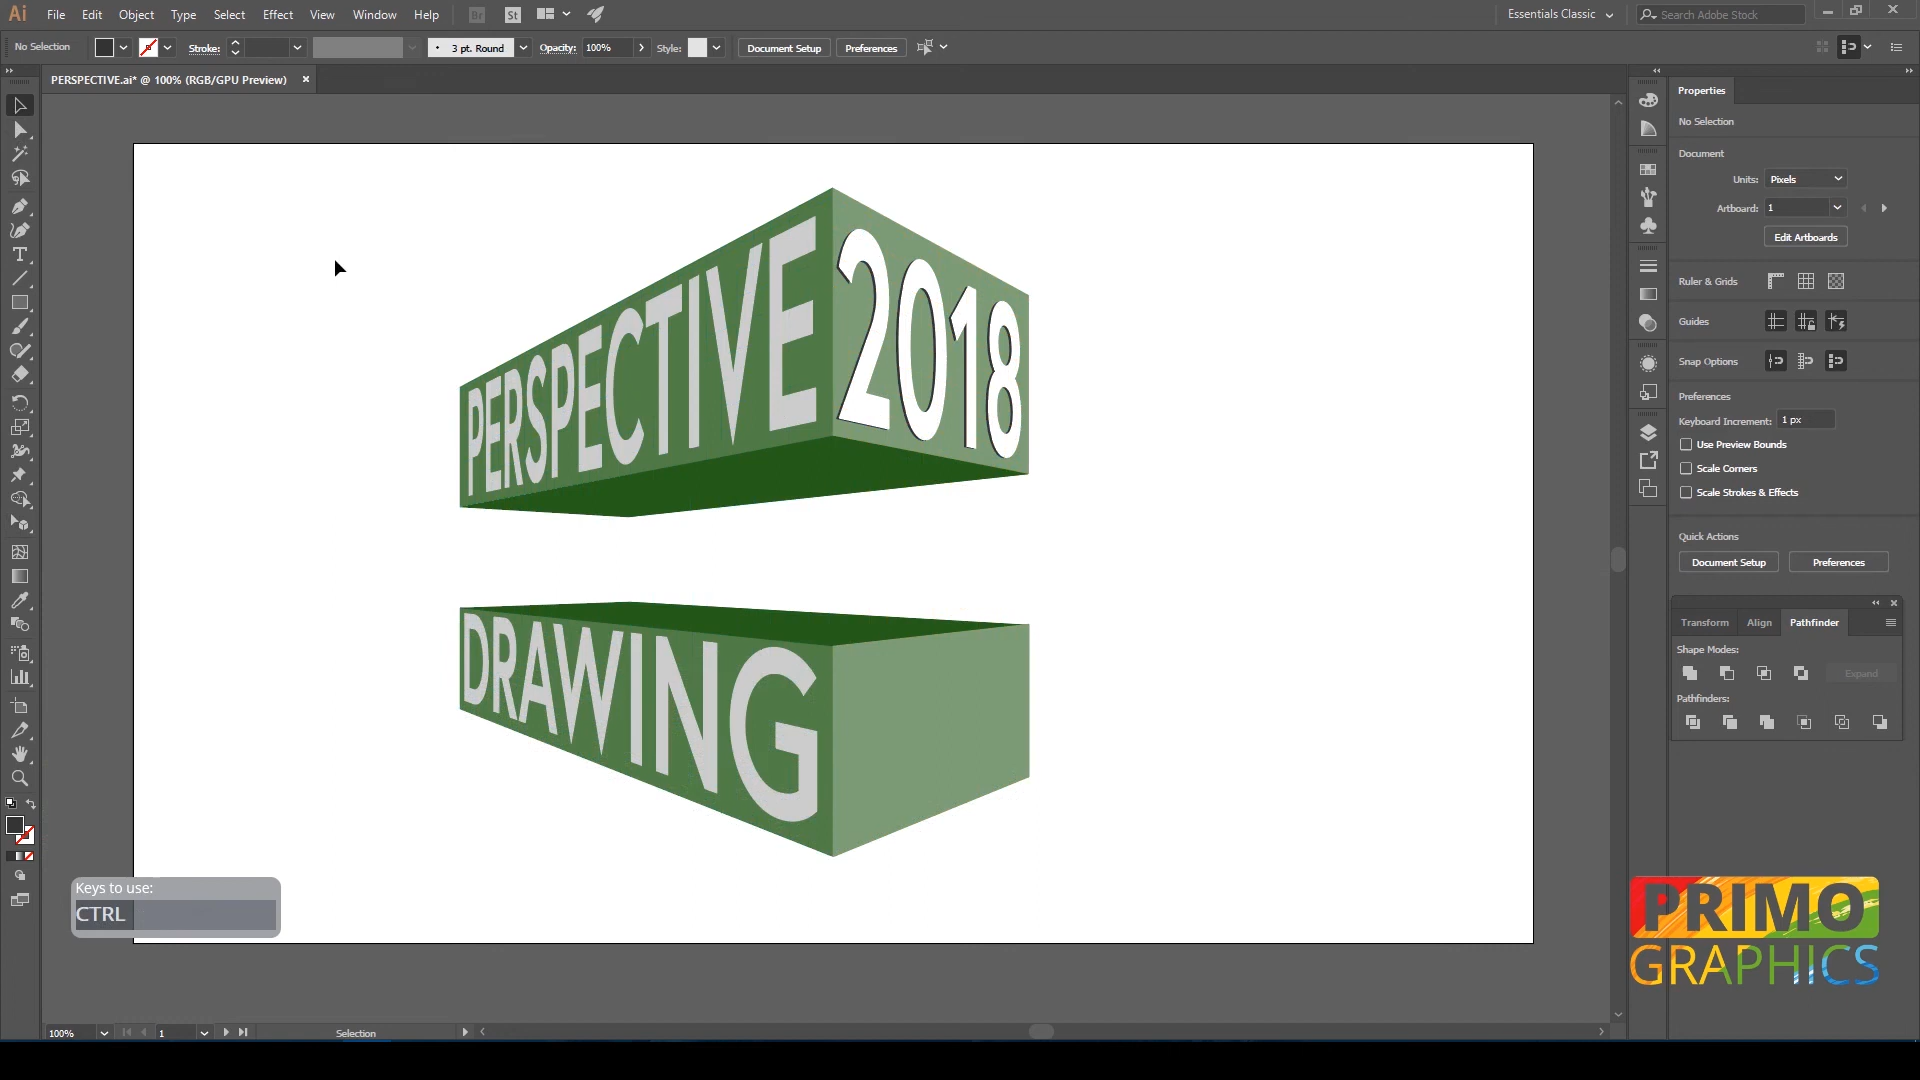 Ai File Edit Object Type Select Effect View Window Help Br St Essentials Classic Search Adobe Stock
No Selection Stroke: 3 pt. Round Opacity: 100% Style: Document Setup Preferences
PERSPECTIVE.ai* @ 100% (RGB/GPU Preview)
Properties
No Selection
Document
Units: Pixels
Artboard: 1
Edit Artboards
Ruler & Grids
Guides
Snap Options
Preferences
Keyboard Increment: 1 px
Use Preview Bounds
Scale Corners
Scale Strokes & Effects
Quick Actions
Document Setup Preferences
Transform Align Pathfinder
Shape Modes:
Expand
Pathfinders:
PERSPECTIVE 2018
DRAWING
Keys to use:
CTRL
PRIMO
GRAPHICS
100% 1 Selection